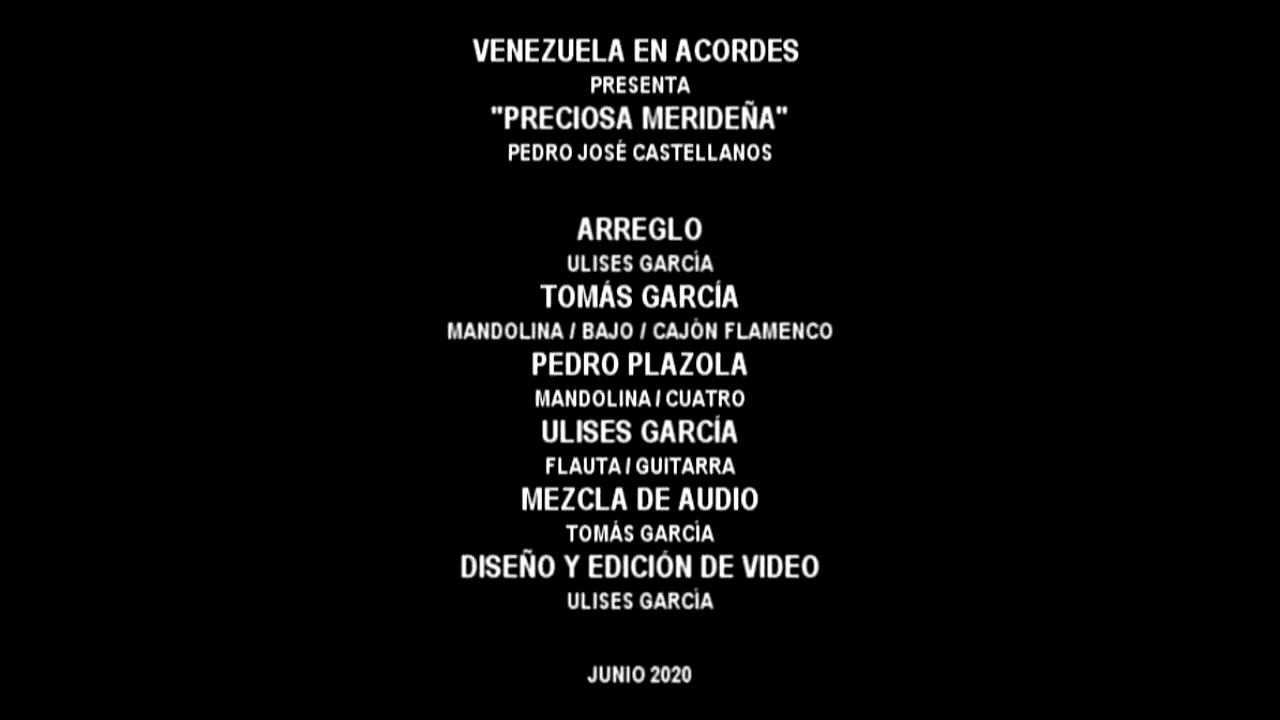 VENEZUELA EN ACORDES
PRESENTA
"PRECIOSA MERIDEÑA"
PEDRO JOSÉ CASTELLANOS
ARREGLO
ULISES GARCÍA
TOMÁS GARCÍA
MANDOLINA / BAJO / CAJÓN FLAMENCO
PEDRO PLAZOLA
MANDOLINA / CUATRO
ULISES GARCÍA
FLAUTA / GUITARRA
MEZCLA DE AUDIO
TOMÁS GARCÍA
DISEÑO Y EDICIÓN DE VIDEO
ULISES GARCÍA
JUNIO 2020